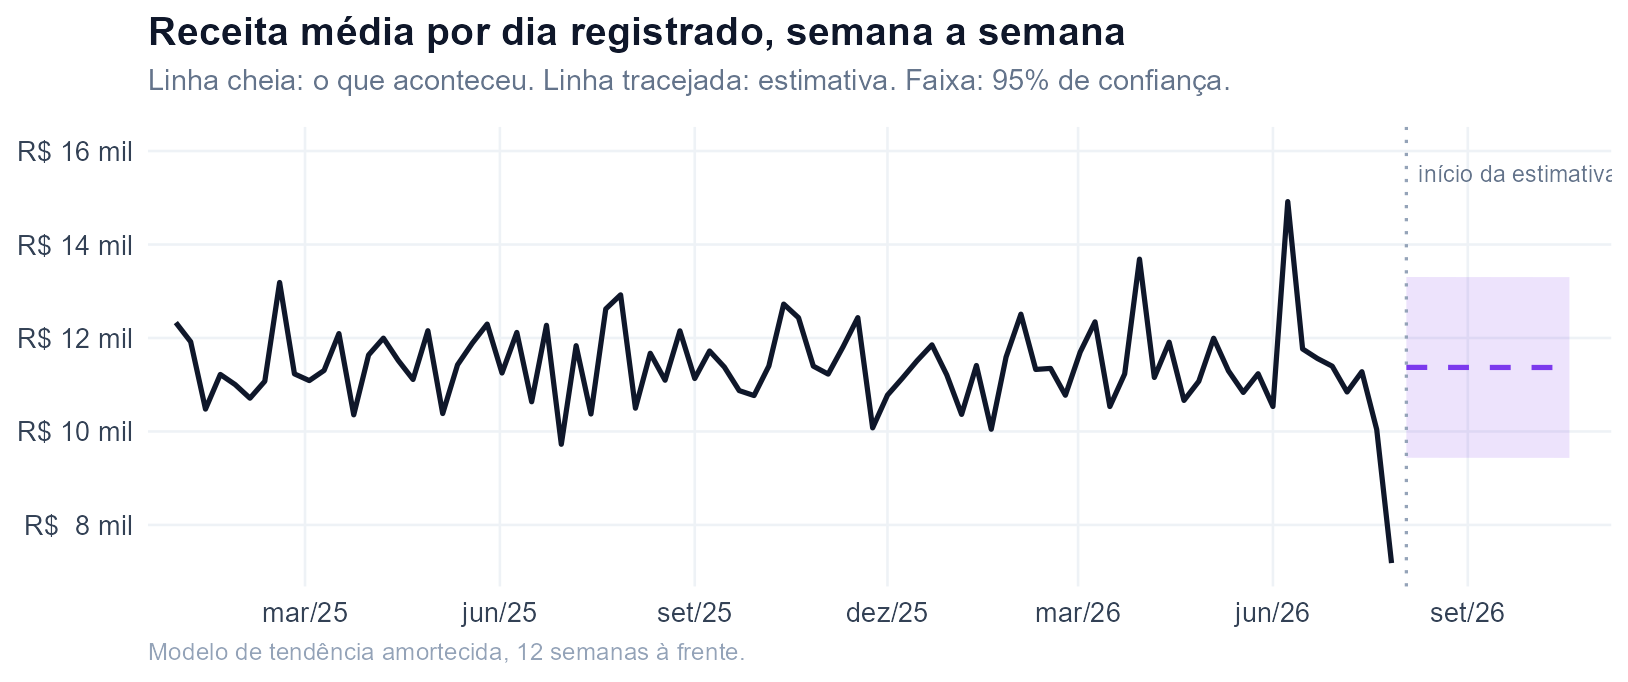 Receita média por dia registrado, semana a semana
Linha cheia: o que aconteceu. Linha tracejada: estimativa. Faixa: 95% de confiança.
R$ 16 mil
início da estimativa
R$ 14 mil
R$ 12 mil
R$ 10 mil
R$ 8 mil
mar/25 jun/25 set/25 dez/25 mar/26 jun/26 set/26
Modelo de tendência amortecida, 12 semanas à frente.